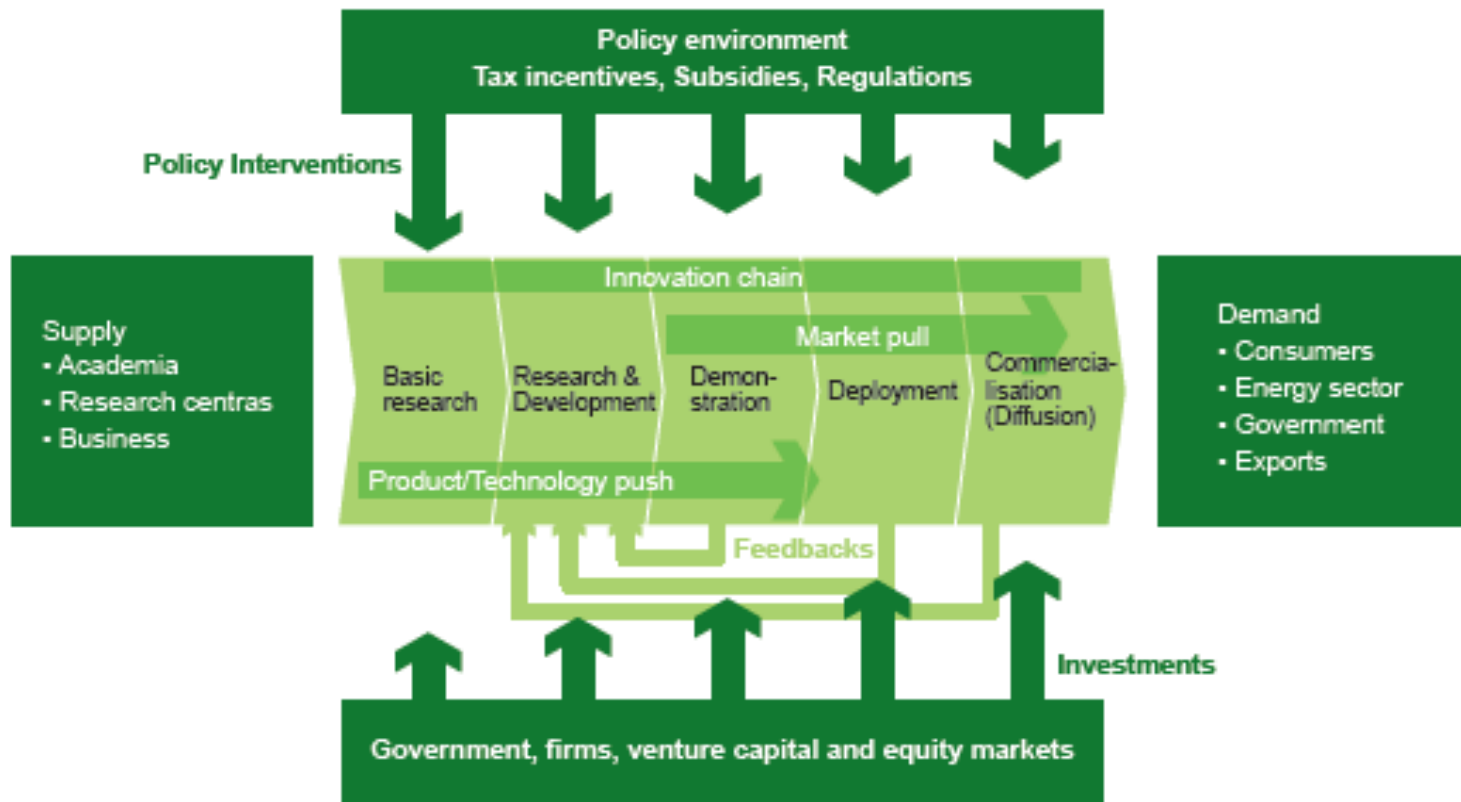 Policy environment
Tax incentives, Subsidies, Regulations
Policy Interventions
Supply
▪ Academia
▪ Research centras
▪ Business
Innovation chain
Market pull
Basic
research
Research &
Development
Demon-
stration
Deployment
Commercia-
lisation
(Diffusion)
Product/Technology push
Feedbacks
Demand
▪ Consumers
▪ Energy sector
▪ Government
▪ Exports
Investments
Government, firms, venture capital and equity markets